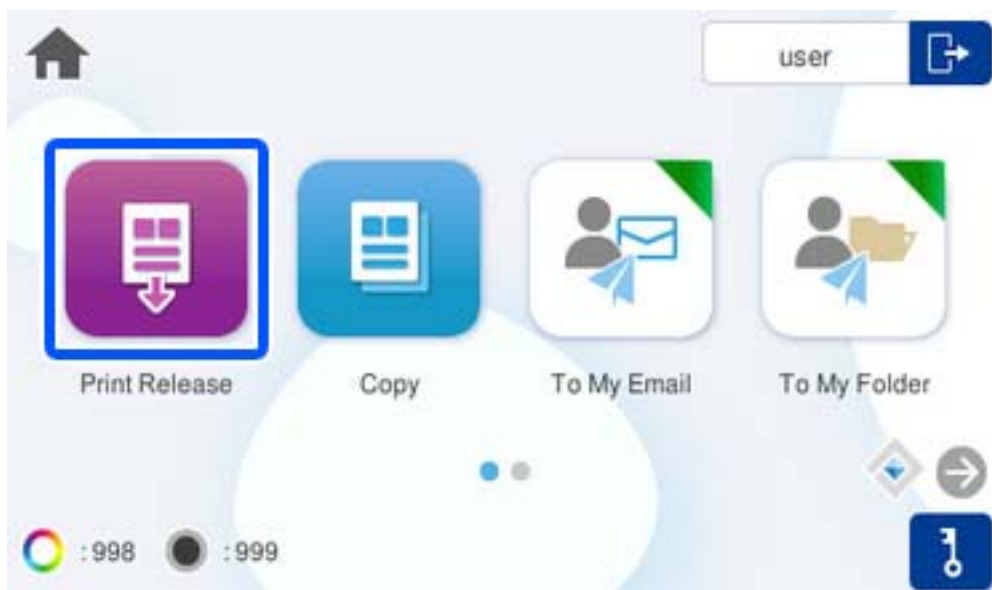 user
Print Release
Copy
To My Email
To My Folder
:998
:999